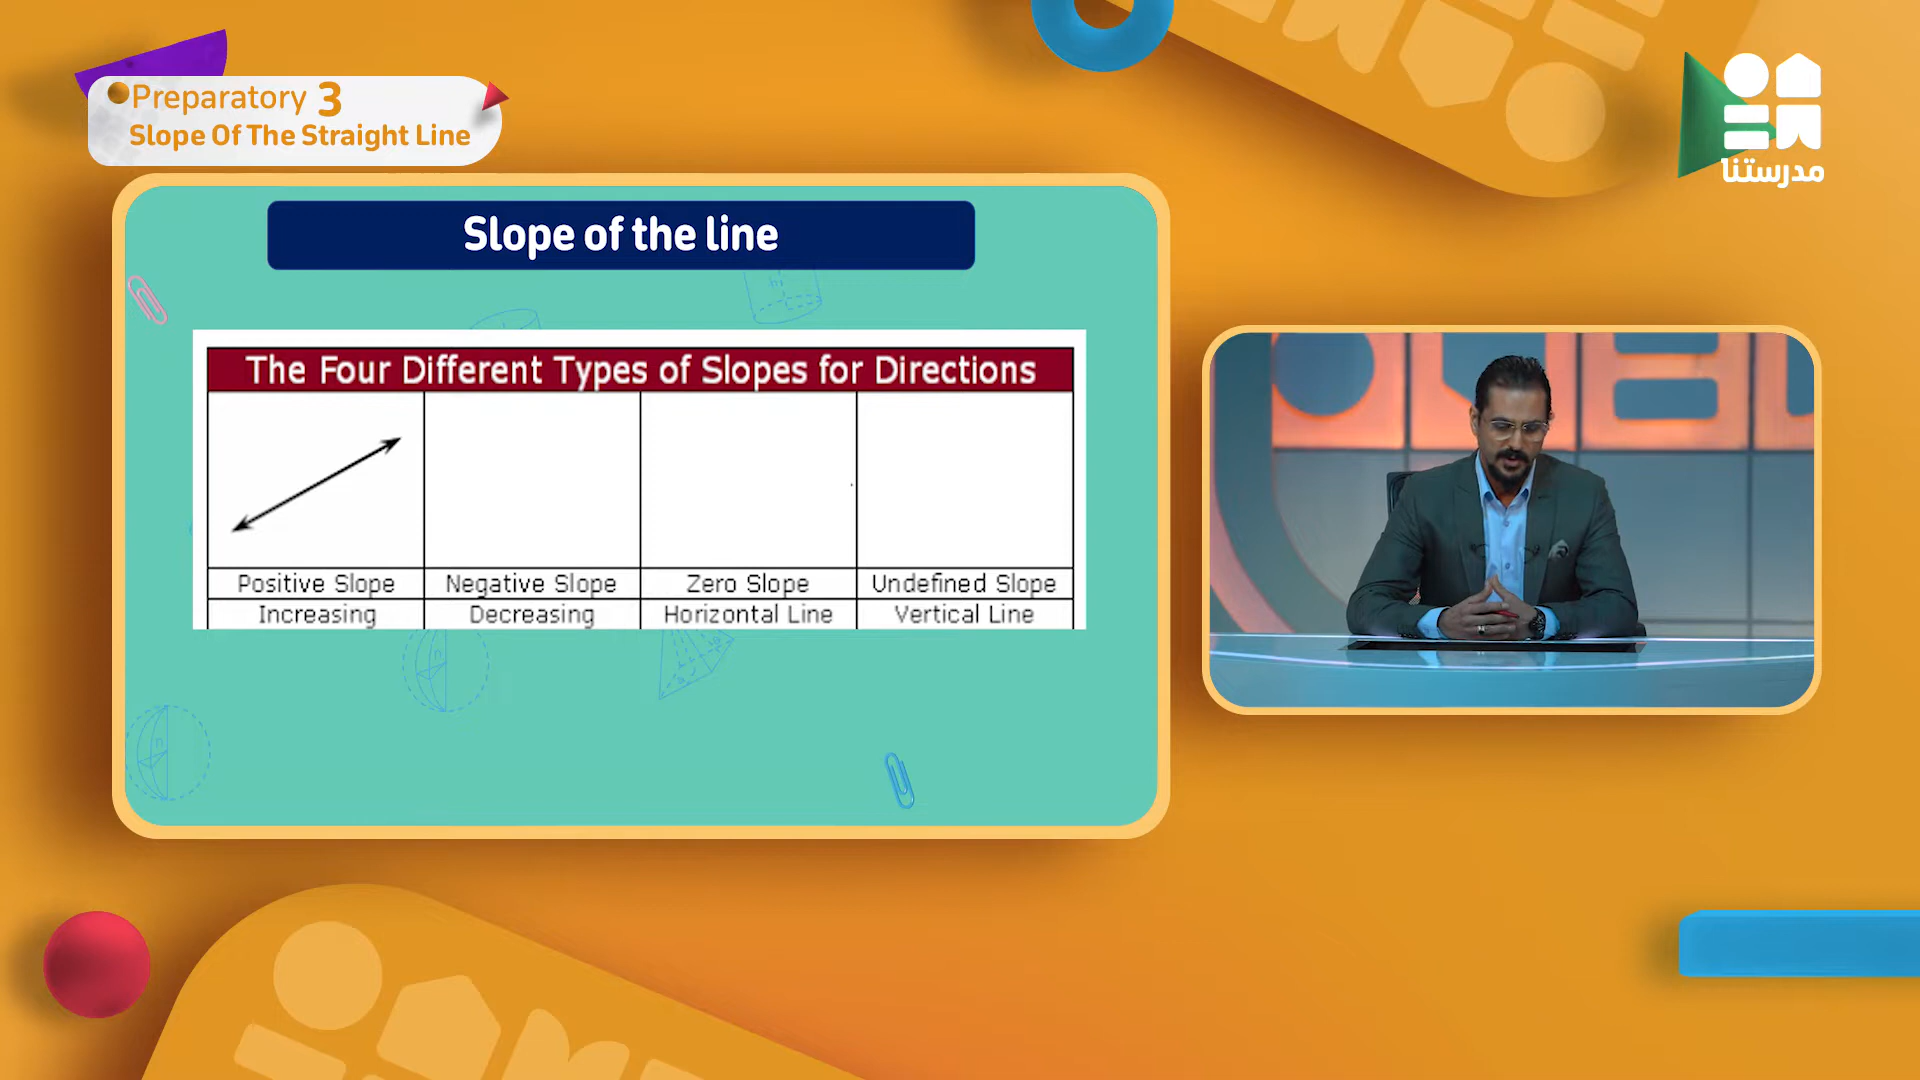 Preparatory 3
Slope Of The Straight Line
مدرستنا
Slope of the line
The Four Different Types of Slopes for Directions
Positive Slope
Negative Slope
Zero Slope
Undefined Slope
Increasing
Decreasing
Horizontal Line
Vertical Line